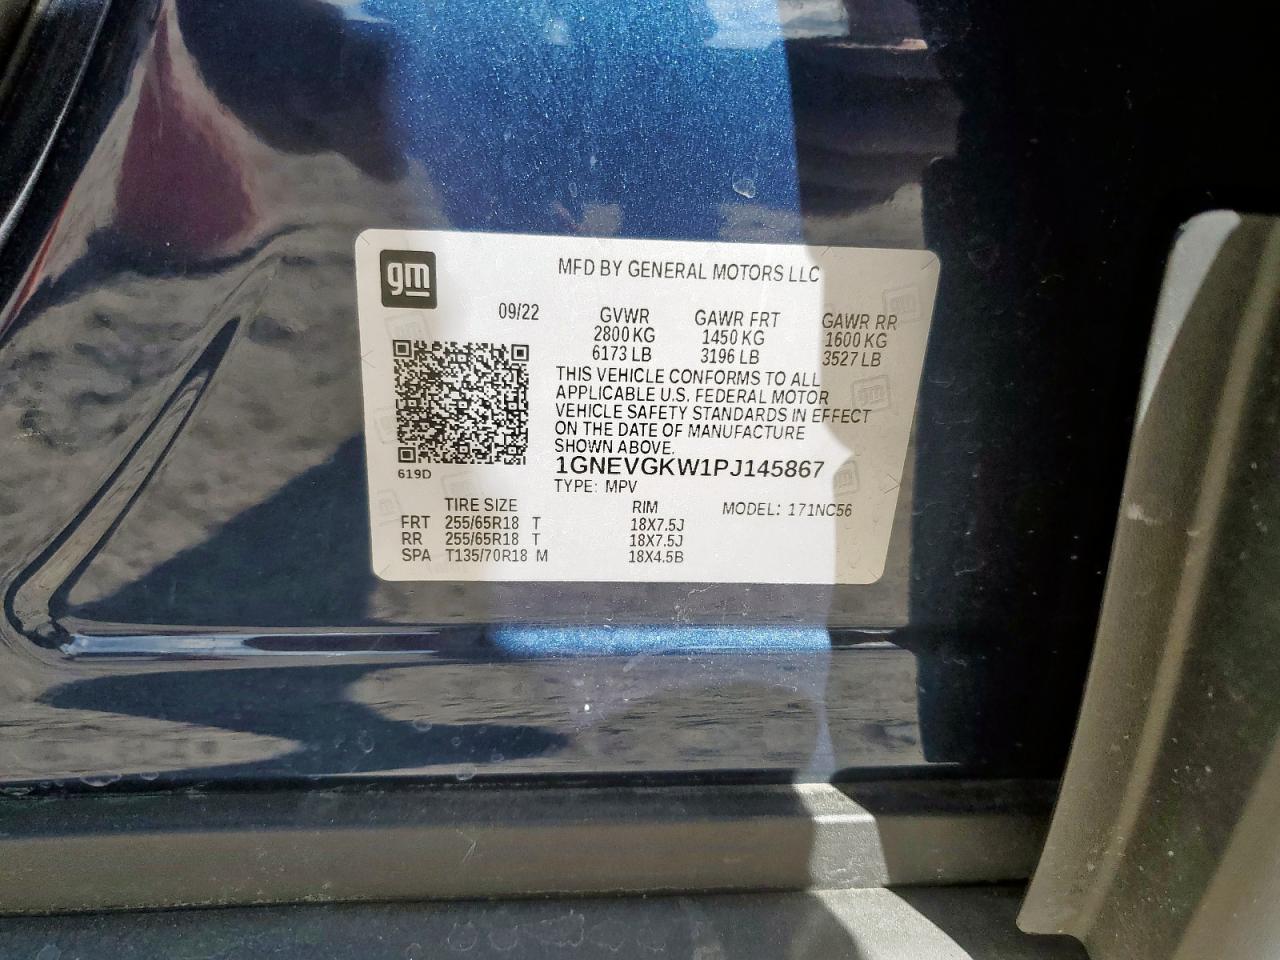 gm
MFD BY GENERAL MOTORS LLC
09/22 GVWR GAWR FRT GAWR RR
2800 KG 1450 KG 1600 KG
6173 LB 3196 LB 3527 LB
THIS VEHICLE CONFORMS TO ALL
APPLICABLE U.S. FEDERAL MOTOR
VEHICLE SAFETY STANDARDS IN EFFECT
ON THE DATE OF MANUFACTURE
SHOWN ABOVE.
1GNEVGKW1PJ145867
619D
TYPE: MPV
TIRE SIZE RIM MODEL: 171NC56
FRT 255/65R18 T 18X7.5J
RR 255/65R18 T 18X7.5J
SPA T135/70R18 M 18X4.5B